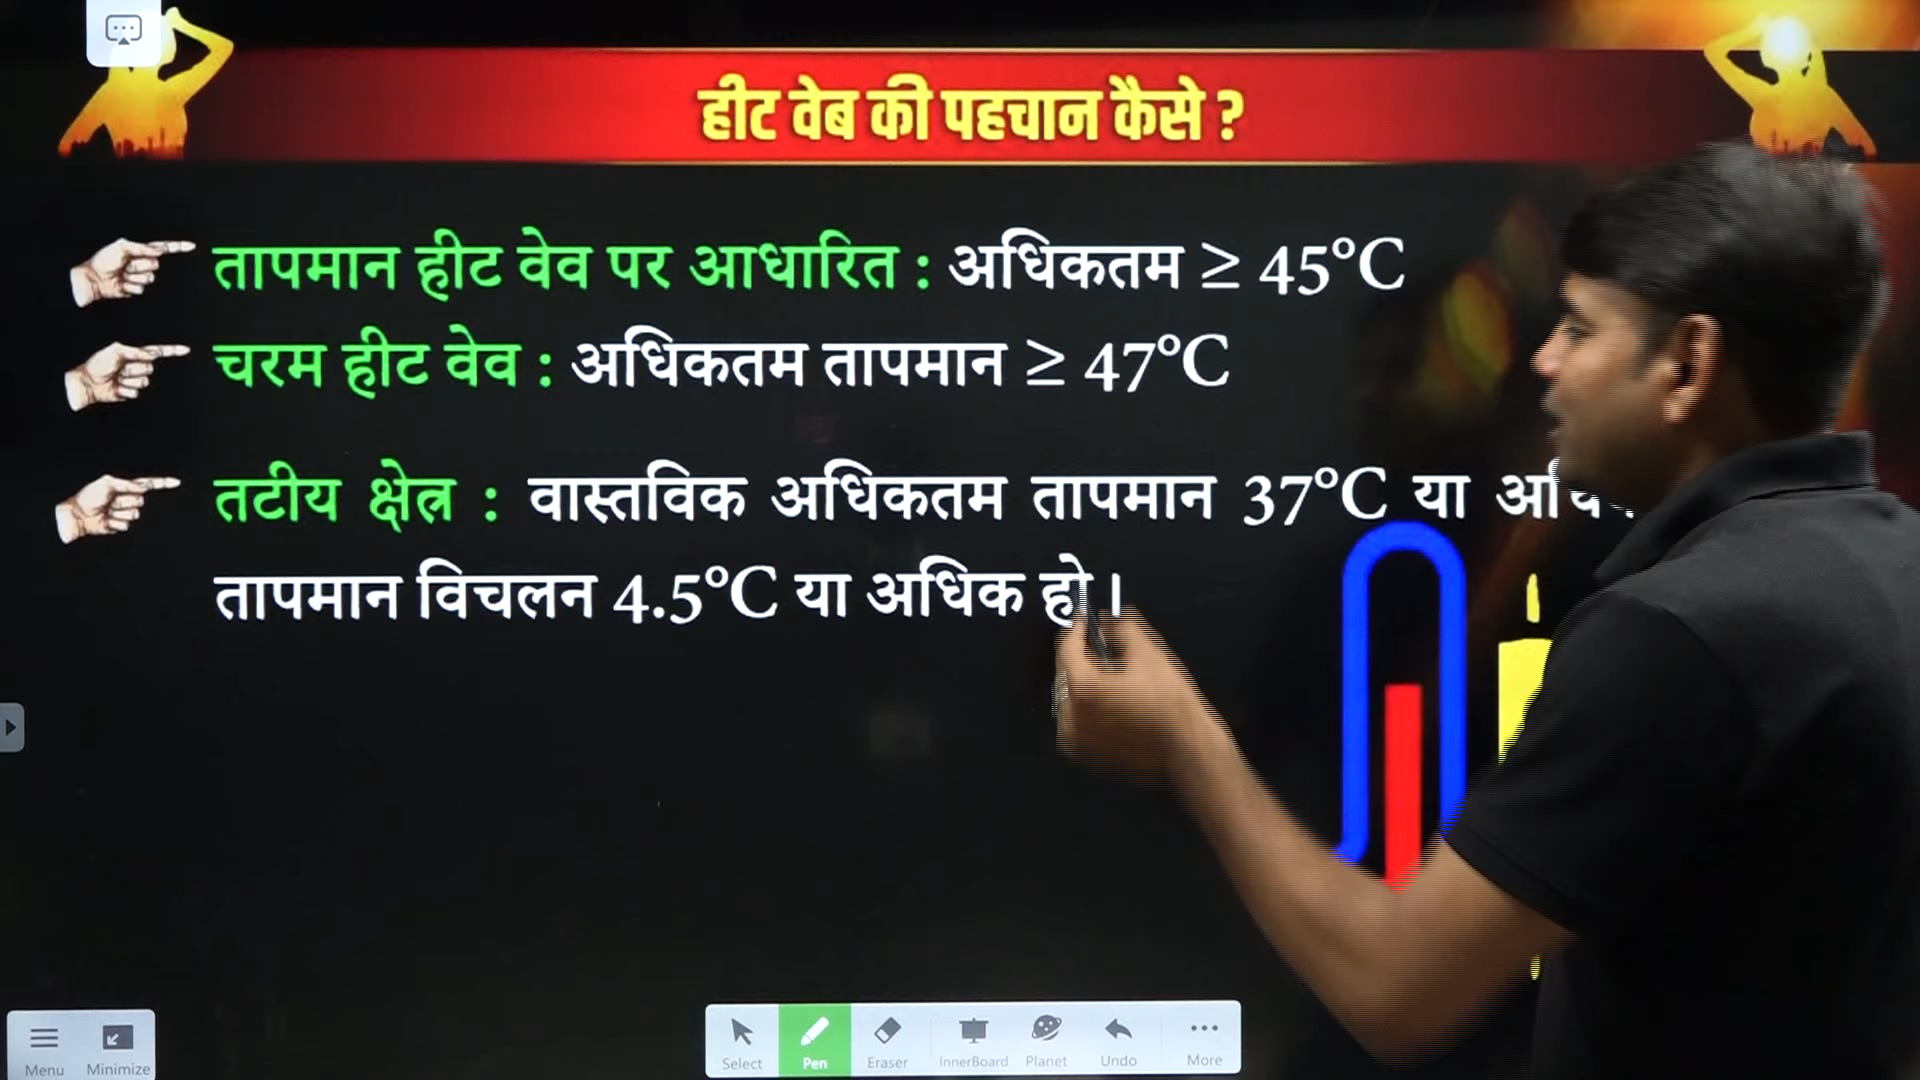 हीट वेब की पहचान कैसे ?
तापमान हीट वेव पर आधारित : अधिकतम ≥ 45°C
चरम हीट वेव : अधिकतम तापमान ≥ 47°C
तटीय क्षेत्र : वास्तविक अधिकतम तापमान 37°C या
तापमान विचलन 4.5°C या अधिक हो।
Menu Minimize Select Pen Eraser InnerBoard Planet Undo More